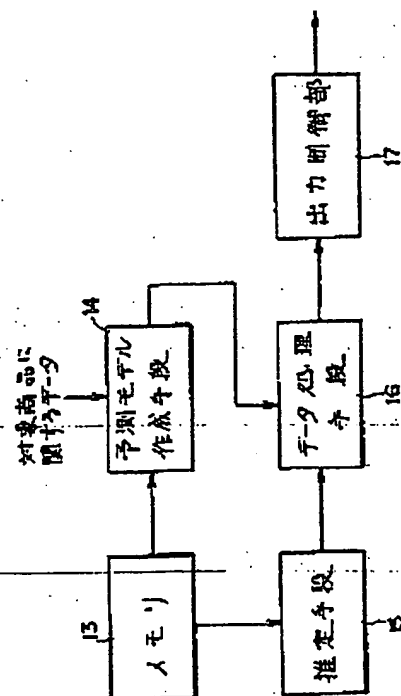 対象商品に
関するデータ
13
メモリ
14
予測モデル
作成手段
15
推定手段
16
データ処理
手段
17
出力制御部